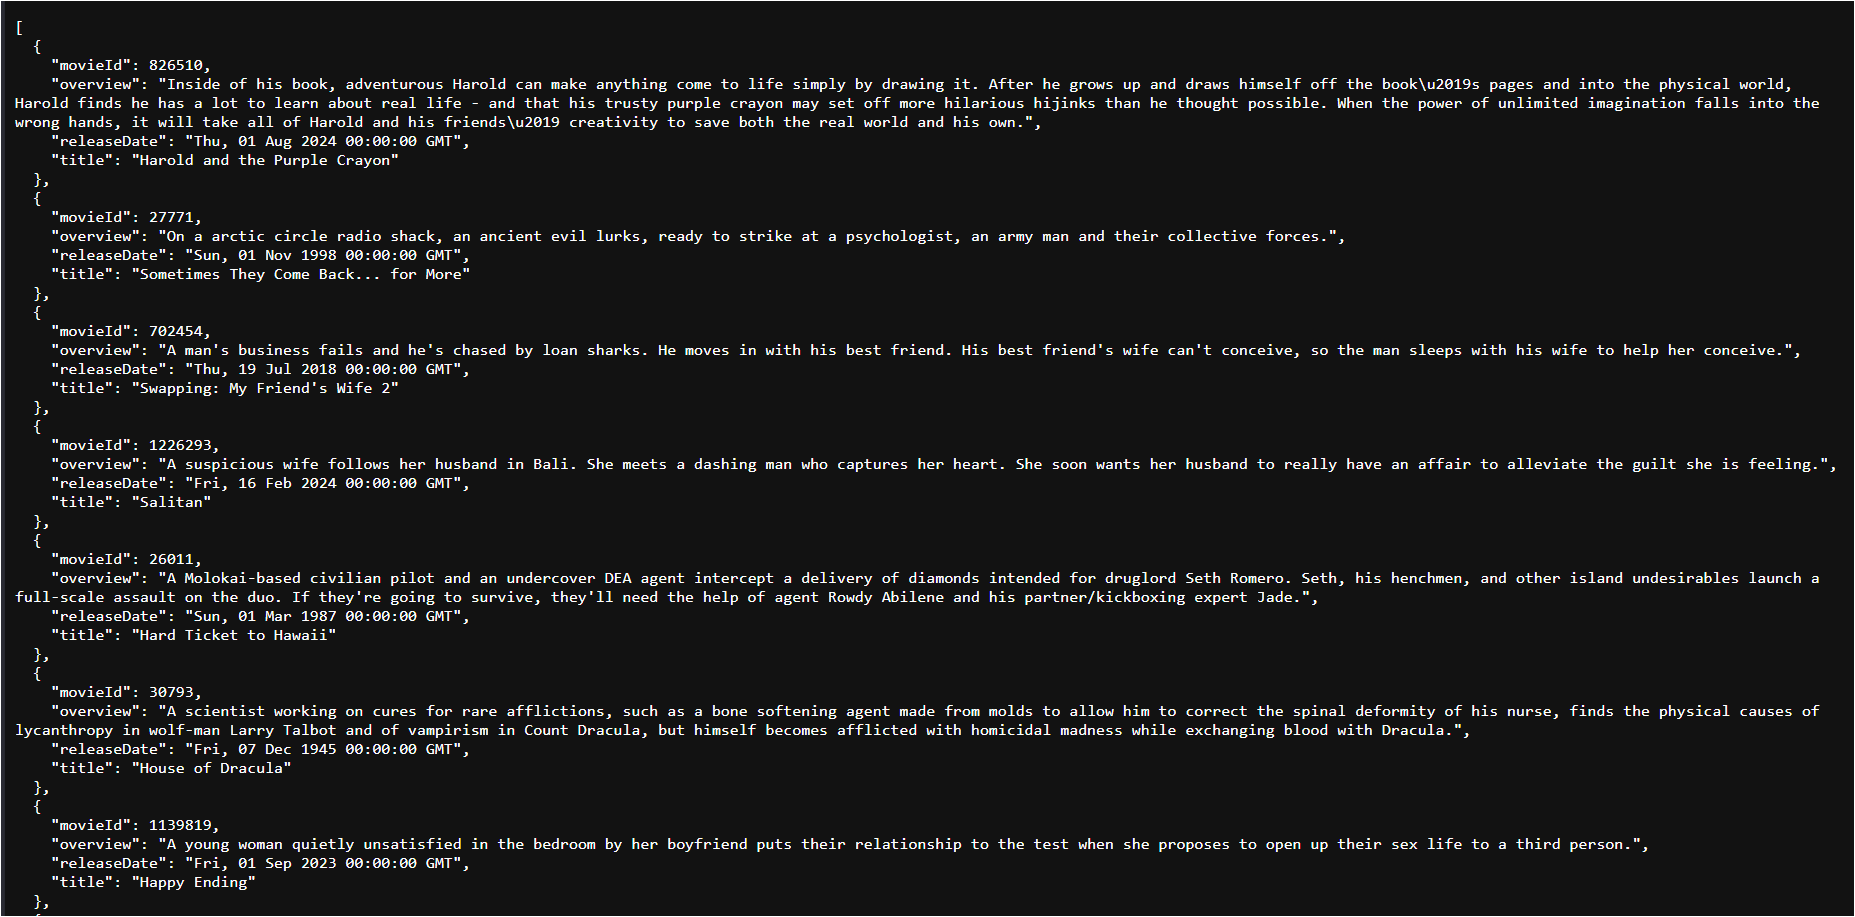 [
  {
    "movieId": 826510,
    "overview": "Inside of his book, adventurous Harold can make anything come to life simply by drawing it. After he grows up and draws himself off the book\u2019s pages and into the physical world,
Harold finds he has a lot to learn about real life - and that his trusty purple crayon may set off more hilarious hijinks than he thought possible. When the power of unlimited imagination falls into the
wrong hands, it will take all of Harold and his friends\u2019 creativity to save both the real world and his own.",
    "releaseDate": "Thu, 01 Aug 2024 00:00:00 GMT",
    "title": "Harold and the Purple Crayon"
  },
  {
    "movieId": 27771,
    "overview": "On a arctic circle radio shack, an ancient evil lurks, ready to strike at a psychologist, an army man and their collective forces.",
    "releaseDate": "Sun, 01 Nov 1998 00:00:00 GMT",
    "title": "Sometimes They Come Back... for More"
  },
  {
    "movieId": 702454,
    "overview": "A man's business fails and he's chased by loan sharks. He moves in with his best friend. His best friend's wife can't conceive, so the man sleeps with his wife to help her conceive.",
    "releaseDate": "Thu, 19 Jul 2018 00:00:00 GMT",
    "title": "Swapping: My Friend's Wife 2"
  },
  {
    "movieId": 1226293,
    "overview": "A suspicious wife follows her husband in Bali. She meets a dashing man who captures her heart. She soon wants her husband to really have an affair to alleviate the guilt she is feeling.",
    "releaseDate": "Fri, 16 Feb 2024 00:00:00 GMT",
    "title": "Salitan"
  },
  {
    "movieId": 26011,
    "overview": "A Molokai-based civilian pilot and an undercover DEA agent intercept a delivery of diamonds intended for druglord Seth Romero. Seth, his henchmen, and other island undesirables launch a
full-scale assault on the duo. If they're going to survive, they'll need the help of agent Rowdy Abilene and his partner/kickboxing expert Jade.",
    "releaseDate": "Sun, 01 Mar 1987 00:00:00 GMT",
    "title": "Hard Ticket to Hawaii"
  },
  {
    "movieId": 30793,
    "overview": "A scientist working on cures for rare afflictions, such as a bone softening agent made from molds to allow him to correct the spinal deformity of his nurse, finds the physical causes of
lycanthropy in wolf-man Larry Talbot and of vampirism in Count Dracula, but himself becomes afflicted with homicidal madness while exchanging blood with Dracula.",
    "releaseDate": "Fri, 07 Dec 1945 00:00:00 GMT",
    "title": "House of Dracula"
  },
  {
    "movieId": 1139819,
    "overview": "A young woman quietly unsatisfied in the bedroom by her boyfriend puts their relationship to the test when she proposes to open up their sex life to a third person.",
    "releaseDate": "Fri, 01 Sep 2023 00:00:00 GMT",
    "title": "Happy Ending"
  },